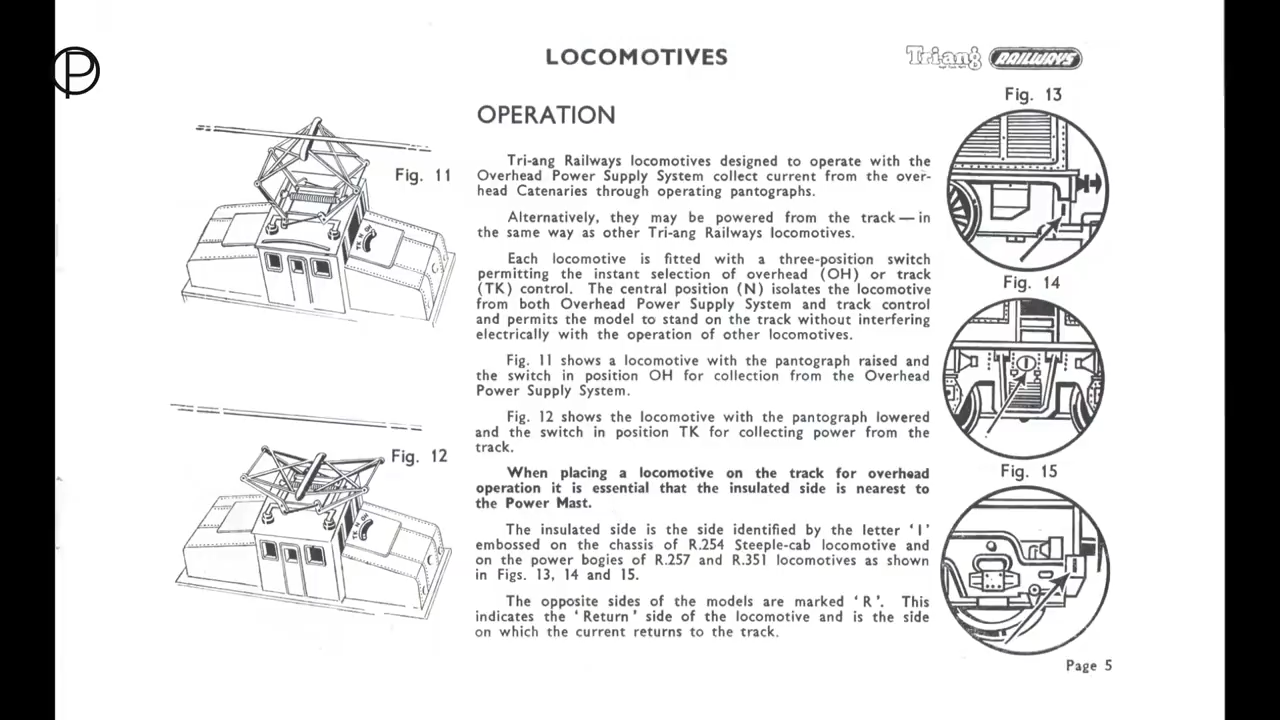 LOCOMOTIVES
Tri-ang RAILWAYS
OPERATION
Tri-ang Railways locomotives designed to operate with the
Overhead Power Supply System collect current from the over-
head Catenaries through operating pantographs.
Alternatively, they may be powered from the track — in
the same way as other Tri-ang Railways locomotives.
Each locomotive is fitted with a three-position switch
permitting the instant selection of overhead (OH) or track
(TK) control. The central position (N) isolates the locomotive
from both Overhead Power Supply System and track control
and permits the model to stand on the track without interfering
electrically with the operation of other locomotives.
Fig. 11 shows a locomotive with the pantograph raised and
the switch in position OH for collection from the Overhead
Power Supply System.
Fig. 12 shows the locomotive with the pantograph lowered
and the switch in position TK for collecting power from the
track.
When placing a locomotive on the track for overhead
operation it is essential that the insulated side is nearest to
the Power Mast.
The insulated side is the side identified by the letter ‘I’
embossed on the chassis of R.254 Steeple-cab locomotive and
on the power bogies of R.257 and R.351 locomotives as shown
in Figs. 13, 14 and 15.
The opposite sides of the models are marked ‘R’. This
indicates the ‘Return’ side of the locomotive and is the side
on which the current returns to the track.
Fig. 11
Fig. 12
Fig. 13
Fig. 14
Fig. 15
Page 5